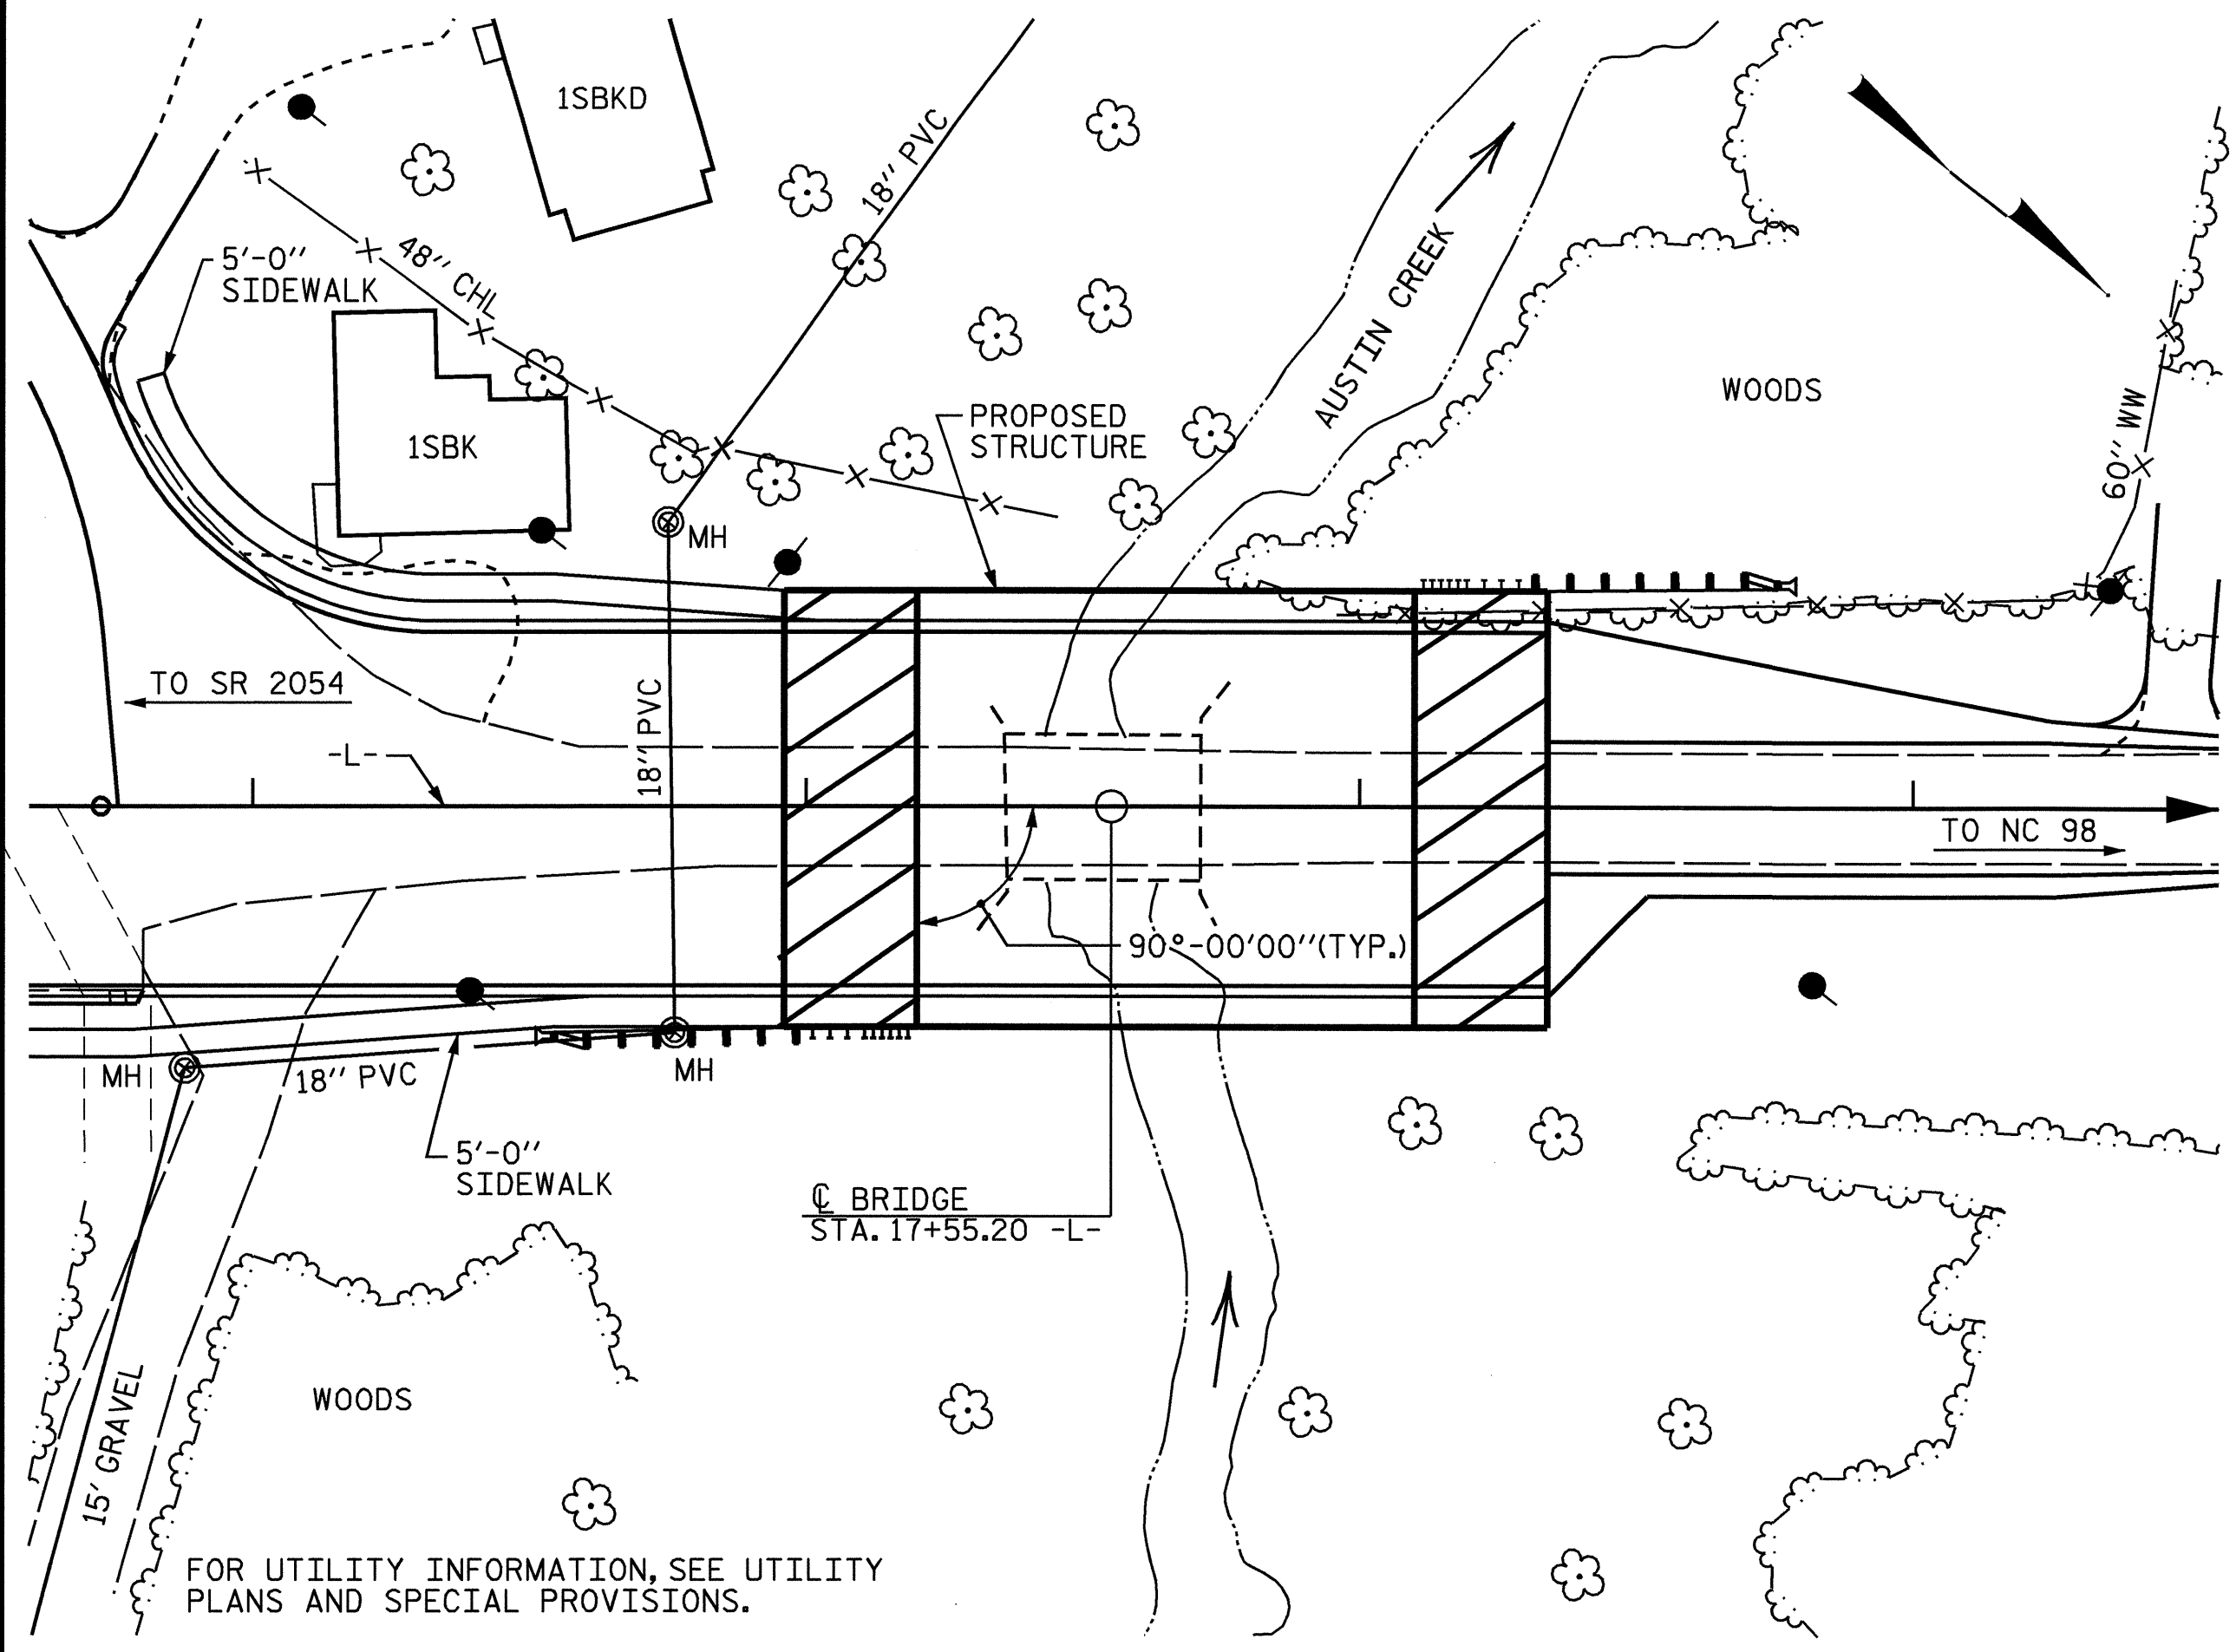 1SBKD
18'' PVC
48'' CHL
5'-0''
SIDEWALK
AUSTIN CREEK
WOODS
1SBK
PROPOSED
STRUCTURE
60'' WW
MH
TO SR 2054
18'' PVC
-L-
TO NC 98
90°-00'00''(TYP.)
MH
18'' PVC
MH
5'-0''
SIDEWALK
℄ BRIDGE
STA. 17+55.20 -L-
WOODS
15' GRAVEL
FOR UTILITY INFORMATION, SEE UTILITY
PLANS AND SPECIAL PROVISIONS.